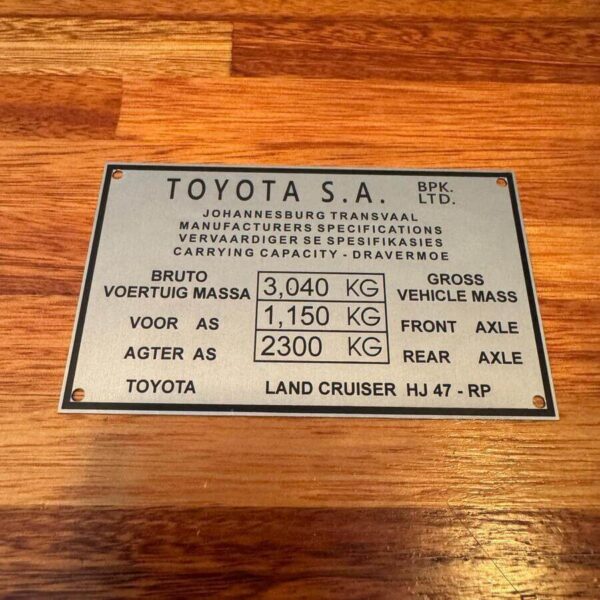 TOYOTA S.A. BPK. LTD.
JOHANNESBURG TRANSVAAL
MANUFACTURERS SPECIFICATIONS
VERVAARDIGER SE SPESIFIKASIES
CARRYING CAPACITY - DRAVERMOE
BRUTO VOERTUIG MASSA 3,040 KG GROSS VEHICLE MASS
VOOR AS 1,150 KG FRONT AXLE
AGTER AS 2300 KG REAR AXLE
TOYOTA LAND CRUISER HJ 47 - RP